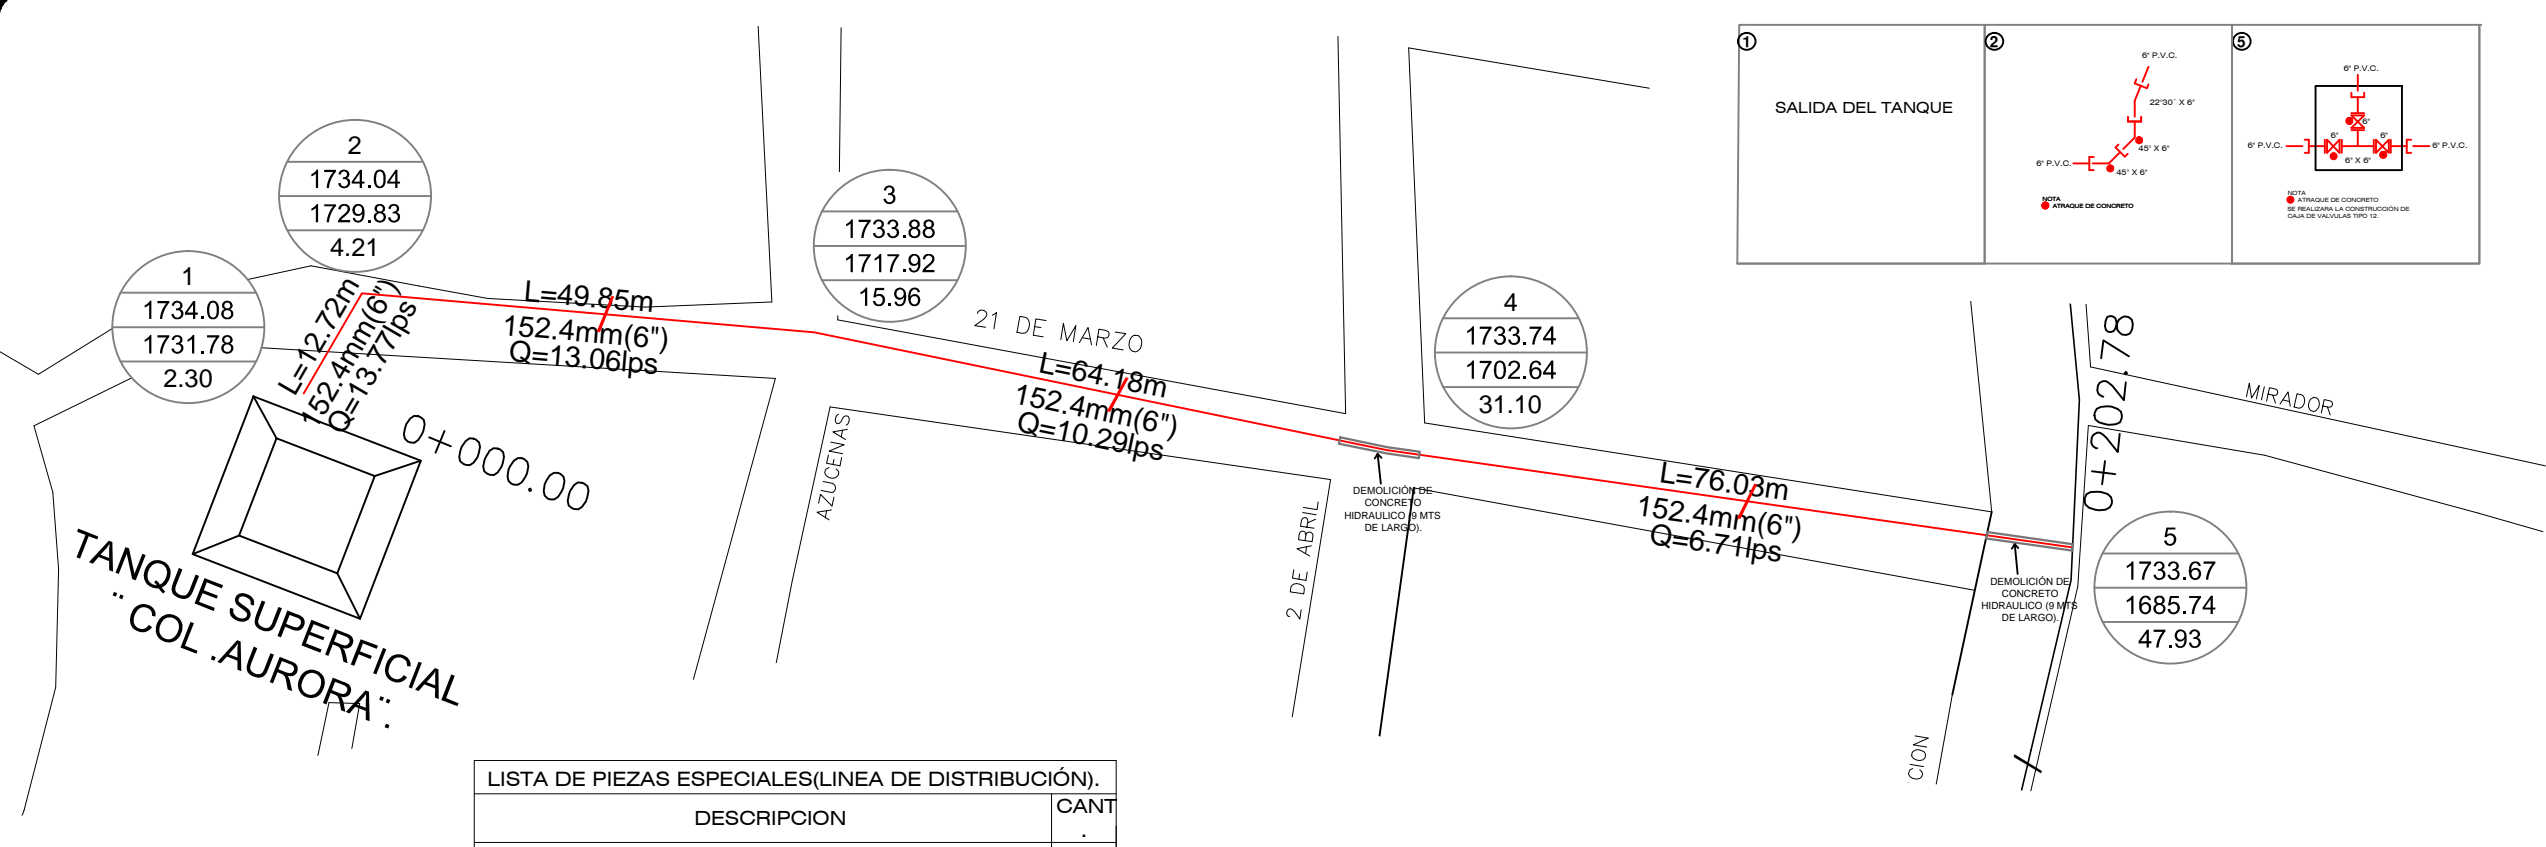 1
SALIDA DEL TANQUE
2
6" P.V.C.
22°30´ X 6"
45° X 6"
6" P.V.C.
45° X 6"
NOTA
ATRAQUE DE CONCRETO
5
6" P.V.C.
6"
6"
6"
6" P.V.C.
6" P.V.C.
6" X 6"
NOTA
ATRAQUE DE CONCRETO
SE REALIZARA LA CONSTRUCCIÓN DE
CAJA DE VALVULAS TIPO 12.
1
1734.08
1731.78
2.30
2
1734.04
1729.83
4.21
3
1733.88
1717.92
15.96
4
1733.74
1702.64
31.10
5
1733.67
1685.74
47.93
L=12.72m
152.4mm(6")
Q=13.77lps
L=49.85m
152.4mm(6")
Q=13.06lps
21 DE MARZO
L=64.18m
152.4mm(6")
Q=10.29lps
L=76.03m
152.4mm(6")
Q=6.71lps
0+000.00
0+202.78
MIRADOR
AZUCENAS
2 DE ABRIL
CION
DEMOLICIÓN DE
CONCRETO
HIDRAULICO (9 MTS
DE LARGO).
DEMOLICIÓN DE
CONCRETO
HIDRAULICO (9 MTS
DE LARGO).
TANQUE SUPERFICIAL
¨ COL .AURORA¨.
LISTA DE PIEZAS ESPECIALES(LINEA DE DISTRIBUCIÓN).
DESCRIPCION
CANT
.